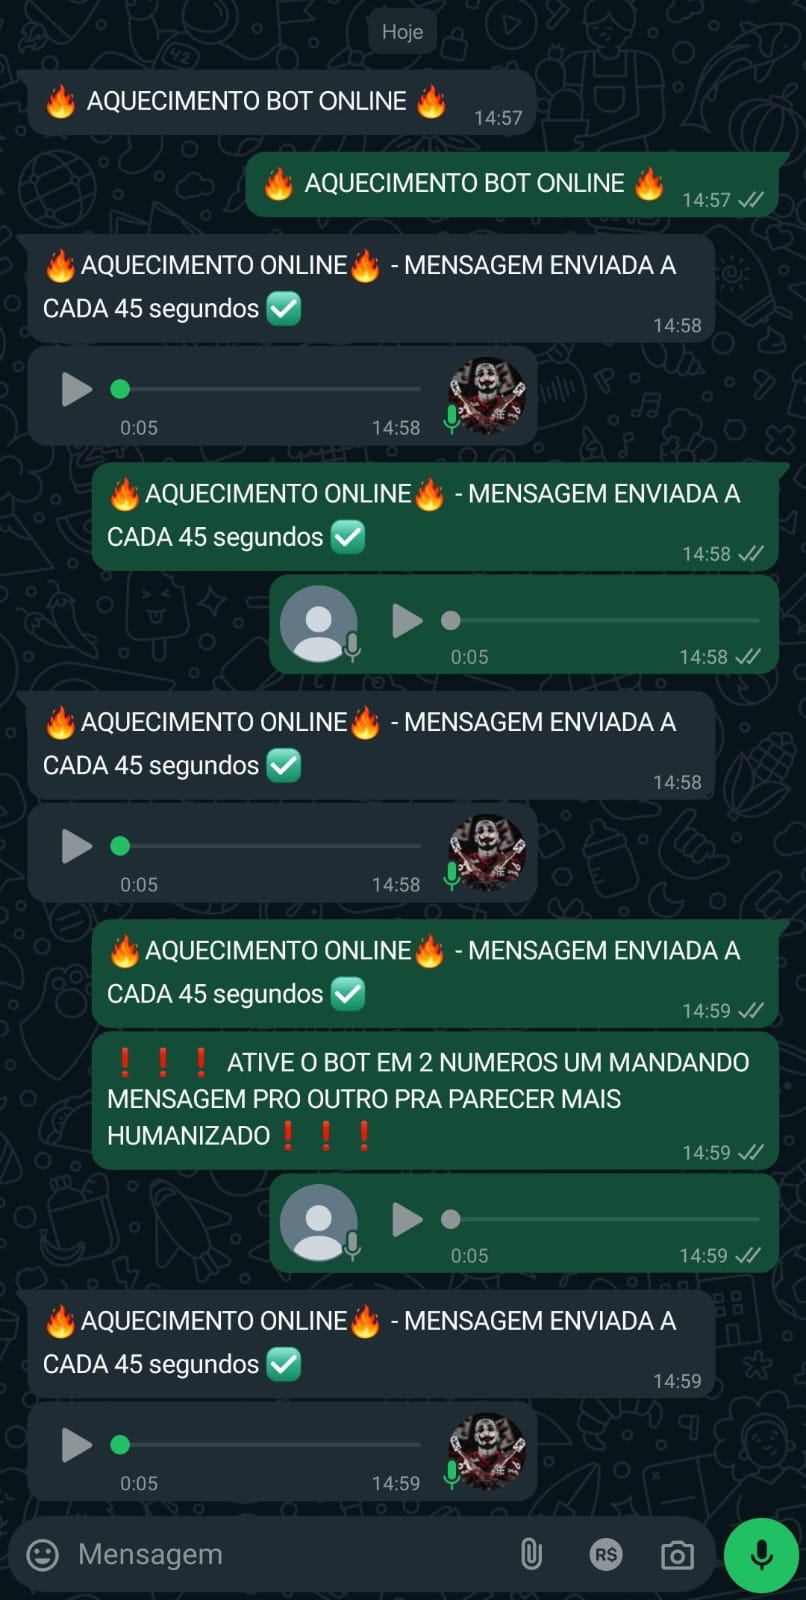 Hoje
🔥 AQUECIMENTO BOT ONLINE 🔥
14:57
🔥 AQUECIMENTO BOT ONLINE 🔥
14:57
🔥AQUECIMENTO ONLINE🔥 - MENSAGEM ENVIADA A
CADA 45 segundos ✅
14:58
0:05 14:58
🔥AQUECIMENTO ONLINE🔥 - MENSAGEM ENVIADA A
CADA 45 segundos ✅
14:58
0:05 14:58
🔥AQUECIMENTO ONLINE🔥 - MENSAGEM ENVIADA A
CADA 45 segundos ✅
14:58
0:05 14:58
🔥AQUECIMENTO ONLINE🔥 - MENSAGEM ENVIADA A
CADA 45 segundos ✅
14:59
❗❗❗ ATIVE O BOT EM 2 NUMEROS UM MANDANDO
MENSAGEM PRO OUTRO PRA PARECER MAIS
HUMANIZADO❗❗❗
14:59
0:05 14:59
🔥AQUECIMENTO ONLINE🔥 - MENSAGEM ENVIADA A
CADA 45 segundos ✅
14:59
0:05 14:59
Mensagem R$